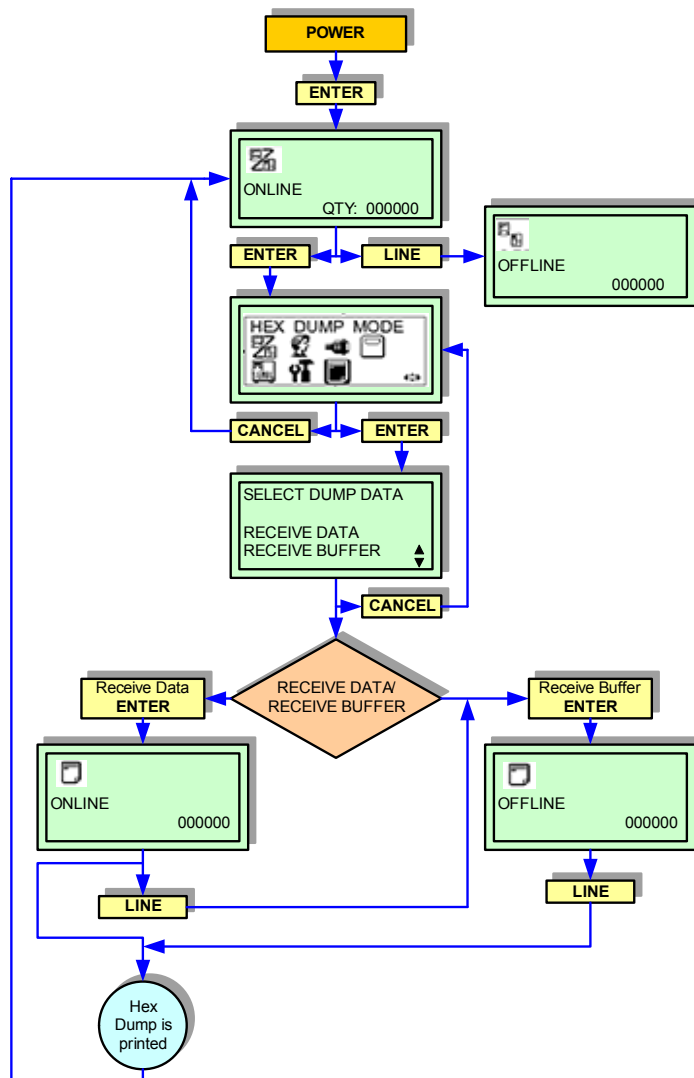 POWER
ENTER
ONLINE
QTY: 000000
ENTER
LINE
OFFLINE
000000
HEX DUMP MODE
CANCEL
ENTER
SELECT DUMP DATA
RECEIVE DATA
RECEIVE BUFFER
CANCEL
RECEIVE DATA/
RECEIVE BUFFER
Receive Data
ENTER
Receive Buffer
ENTER
ONLINE
000000
OFFLINE
000000
LINE
LINE
Hex
Dump is
printed